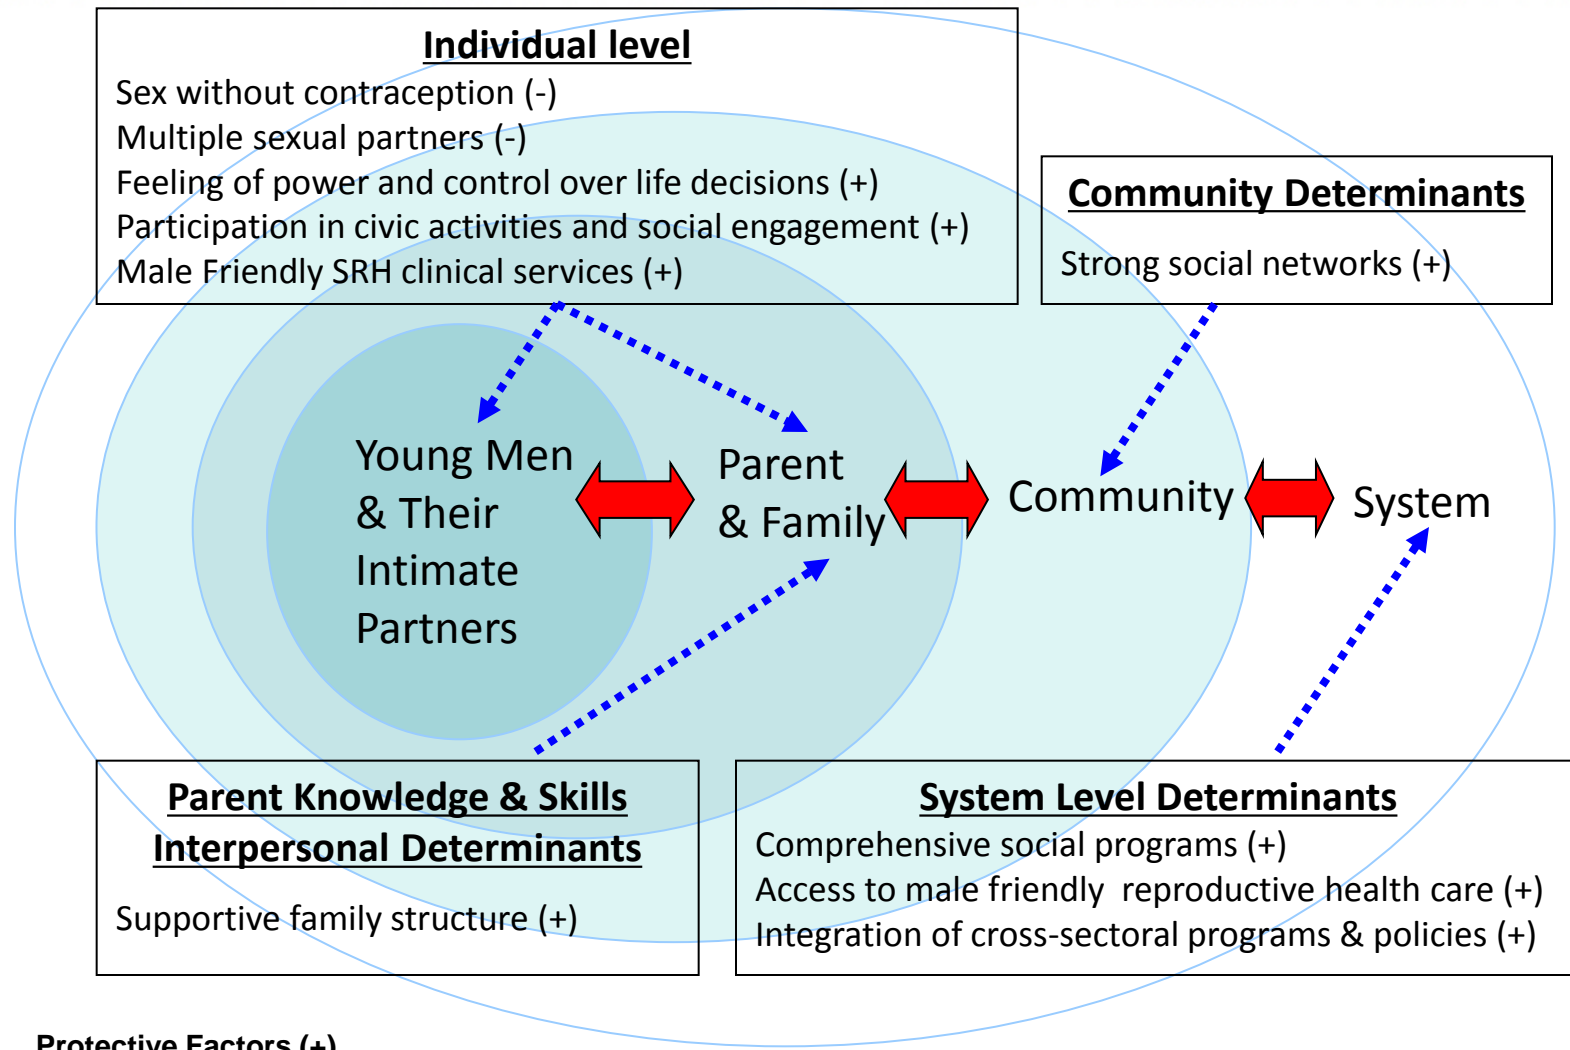 Individual level
Sex without contraception (-)
Multiple sexual partners (-)
Feeling of power and control over life decisions (+)
Participation in civic activities and social engagement (+)
Male Friendly SRH clinical services (+)
Community Determinants
Strong social networks (+)
Young Men
& Their
Intimate
Partners
Parent
& Family
Community
System
Parent Knowledge & Skills
Interpersonal Determinants
Supportive family structure (+)
System Level Determinants
Comprehensive social programs (+)
Access to male friendly  reproductive health care (+)
Integration of cross-sectoral programs & policies (+)
Protective Factors (+)